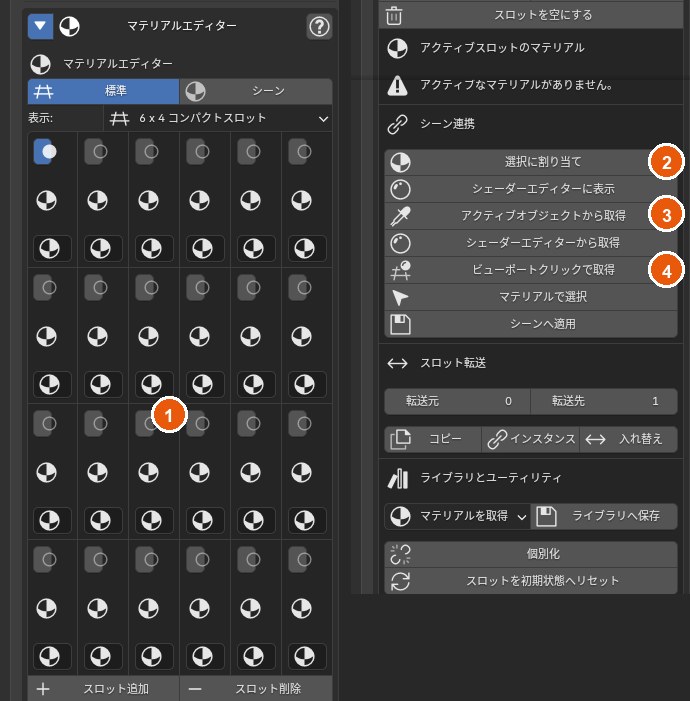 マテリアルエディター
?
マテリアルエディター
標準
シーン
表示:
6 x 4 コンパクトスロット
1
スロット追加
スロット削除
スロットを空にする
アクティブスロットのマテリアル
アクティブなマテリアルがありません。
シーン連携
選択に割り当て
2
シェーダーエディターに表示
アクティブオブジェクトから取得
3
シェーダーエディターから取得
ビューポートクリックで取得
4
マテリアルで選択
シーンへ適用
スロット転送
転送元 0
転送先 1
コピー
インスタンス
入れ替え
ライブラリとユーティリティ
マテリアルを取得
ライブラリへ保存
個別化
スロットを初期状態へリセット